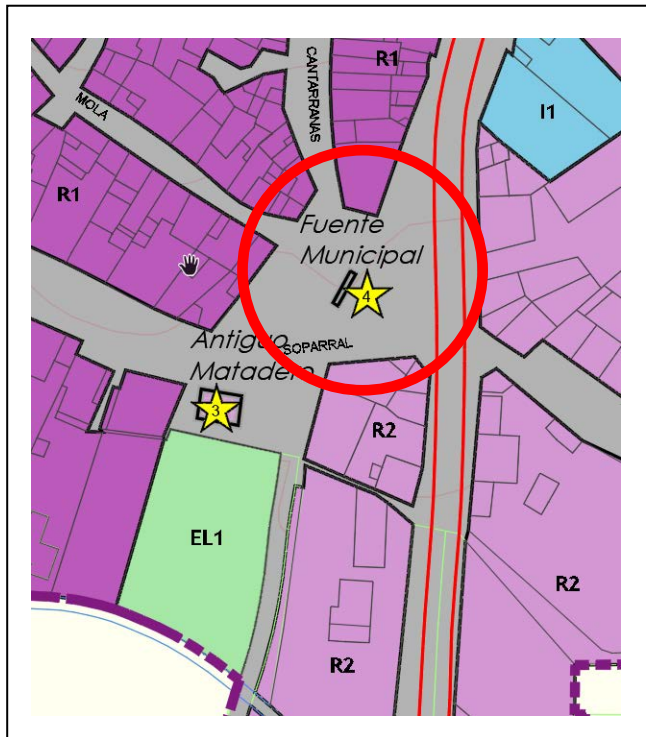 CANTARRANAS
R1
I1
MOLA
R1
Fuente
Municipal
4
Antiguo
SOPARRAL
Matadero
3
R2
EL1
R2
R2